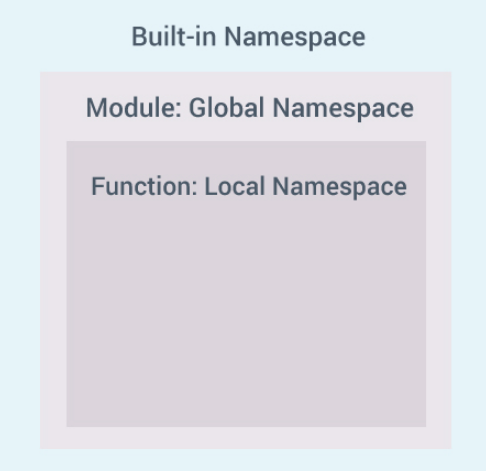 Built-in Namespace
Module: Global Namespace
Function: Local Namespace